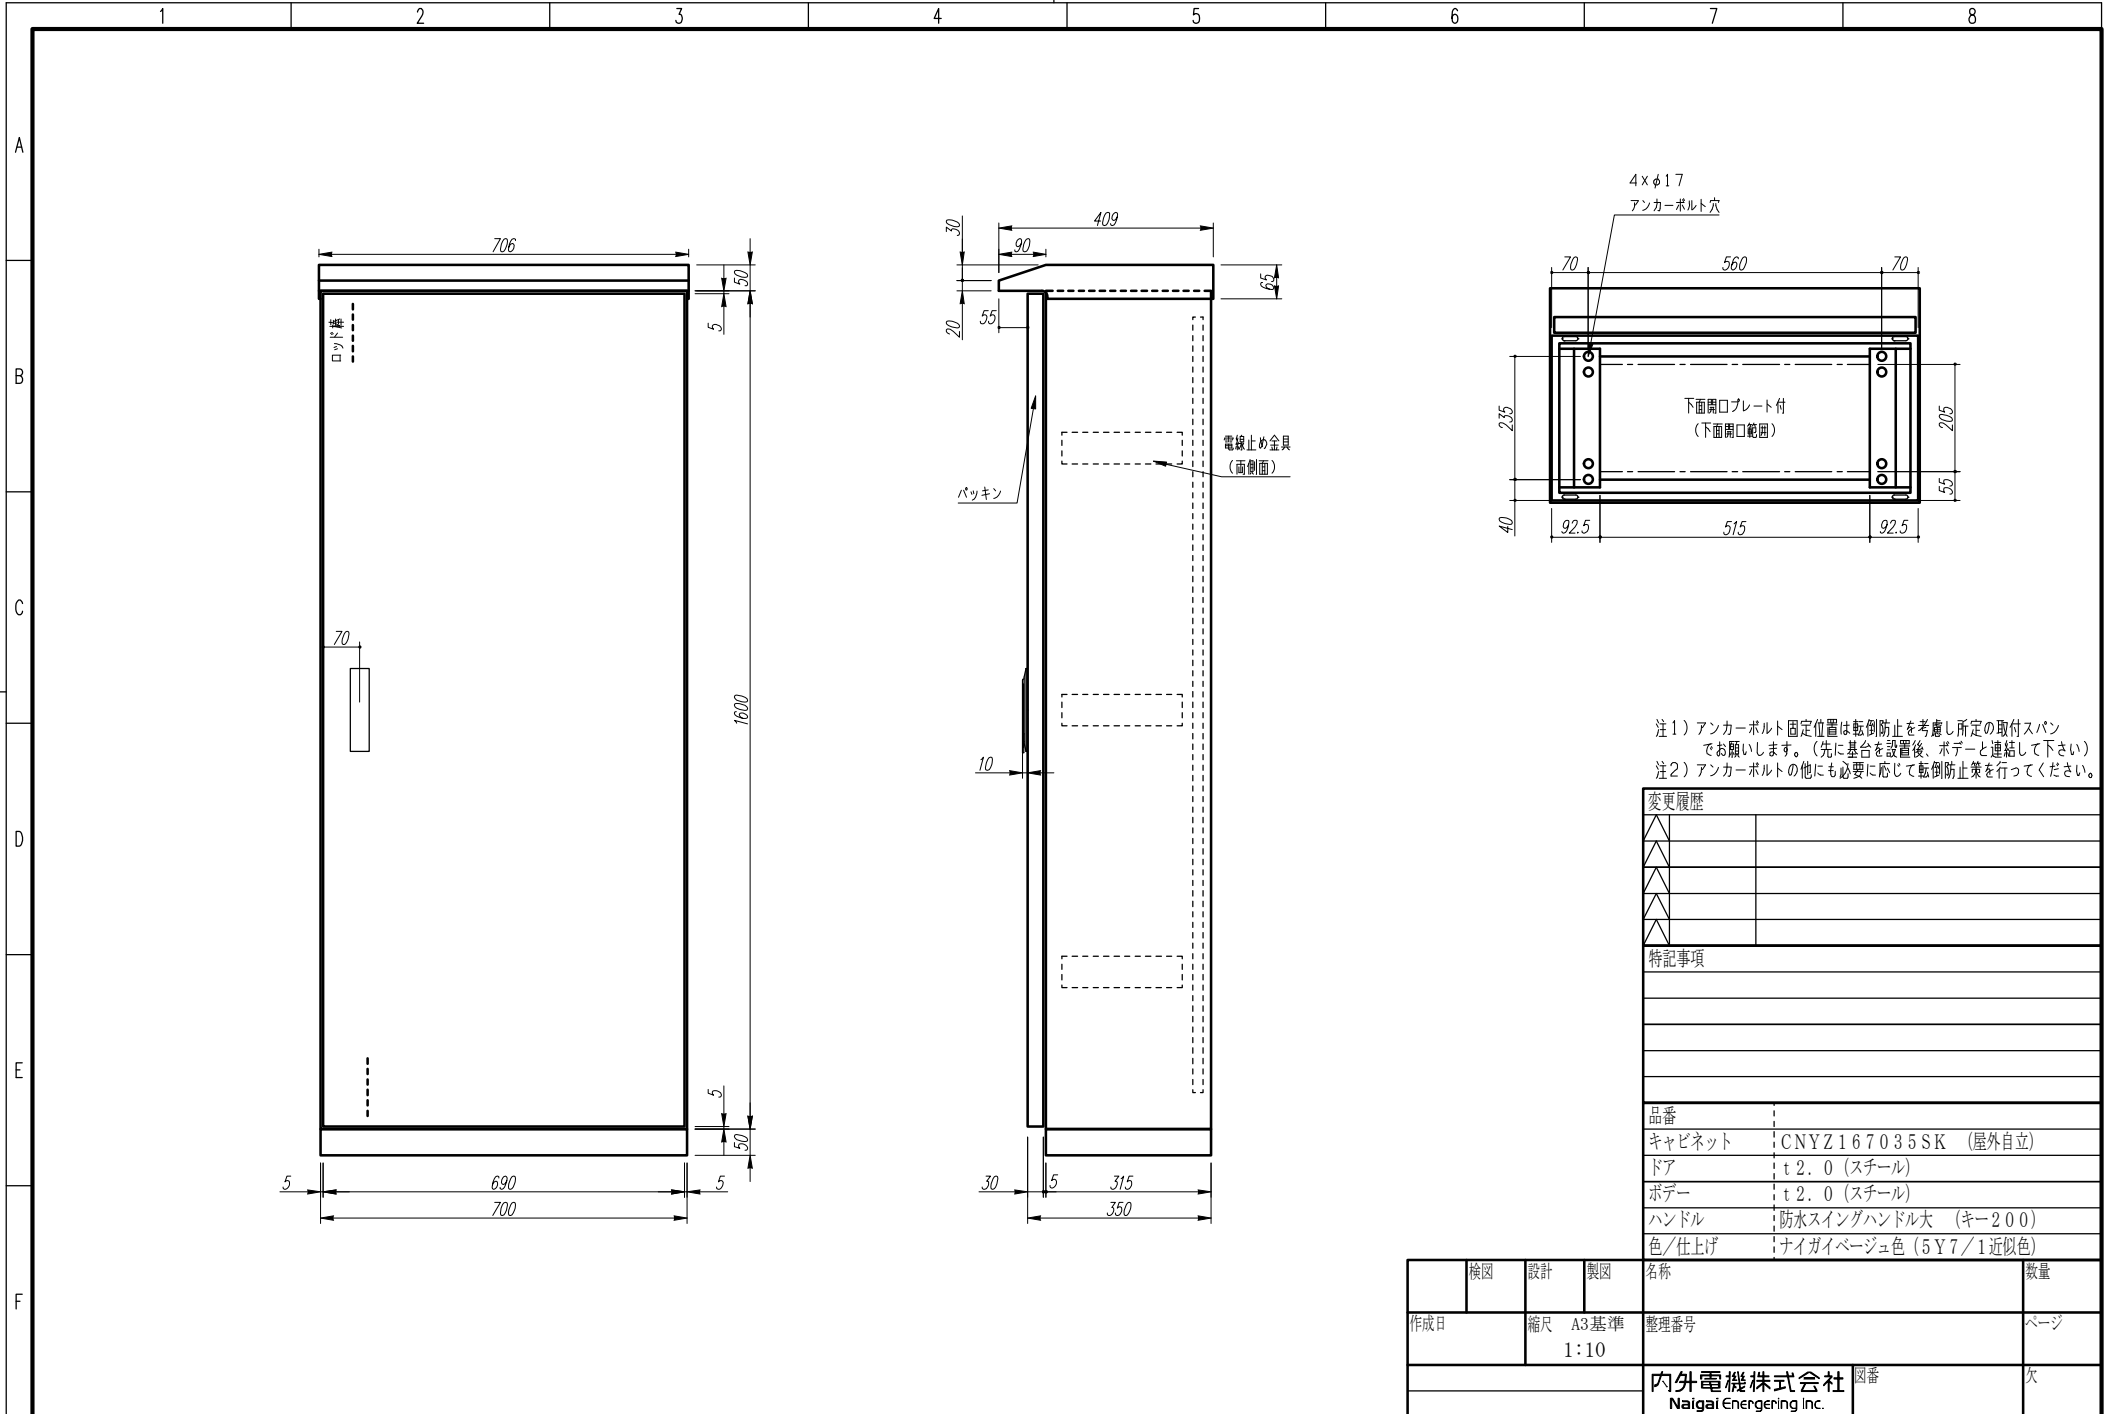 1 2 3 4 5 6 7 8
A
B
C
D
E
F
706
50
5
ロッド棒
70
1600
5
50
5 690 5
700
30
409
90
65
20
55
パッキン
電線止め金具
(両側面)
10
30 5 315
350
4×φ17
アンカーボルト穴
70 560 70
235
40
下面開口プレート付
(下面開口範囲)
205
55
92.5 515 92.5
注1) アンカーボルト固定位置は転倒防止を考慮し所定の取付スパン
でお願いします。(先に基台を設置後、ボデーと連結して下さい)
注2) アンカーボルトの他にも必要に応じて転倒防止策を行ってください。
変更履歴
特記事項
品番
キャビネット CNYZ167035SK (屋外自立)
ドア t2.0 (スチール)
ボデー t2.0 (スチール)
ハンドル 防水スイングハンドル大 (キー200)
色/仕上げ ナイガイベージュ色 (5Y7/1近似色)
検図 設計 製図 名称 数量
作成日 縮尺 A3基準 整理番号 ページ
1:10
内外電機株式会社 図番 欠
Naigai Energering Inc.